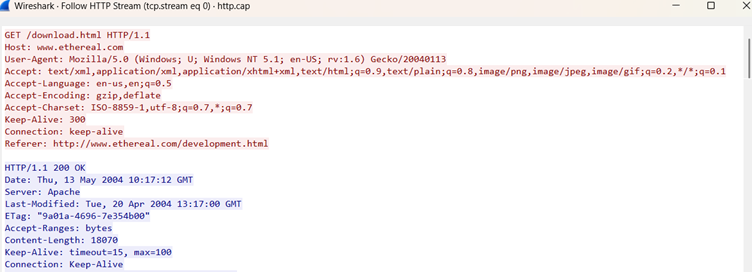 Wireshark · Follow HTTP Stream (tcp.stream eq 0) · http.cap
GET /download.html HTTP/1.1
Host: www.ethereal.com
User-Agent: Mozilla/5.0 (Windows; U; Windows NT 5.1; en-US; rv:1.6) Gecko/20040113
Accept: text/xml,application/xml,application/xhtml+xml,text/html;q=0.9,text/plain;q=0.8,image/png,image/jpeg,image/gif;q=0.2,*/*;q=0.1
Accept-Language: en-us,en;q=0.5
Accept-Encoding: gzip,deflate
Accept-Charset: ISO-8859-1,utf-8;q=0.7,*;q=0.7
Keep-Alive: 300
Connection: keep-alive
Referer: http://www.ethereal.com/development.html
HTTP/1.1 200 OK
Date: Thu, 13 May 2004 10:17:12 GMT
Server: Apache
Last-Modified: Tue, 20 Apr 2004 13:17:00 GMT
ETag: "9a01a-4696-7e354b00"
Accept-Ranges: bytes
Content-Length: 18070
Keep-Alive: timeout=15, max=100
Connection: Keep-Alive